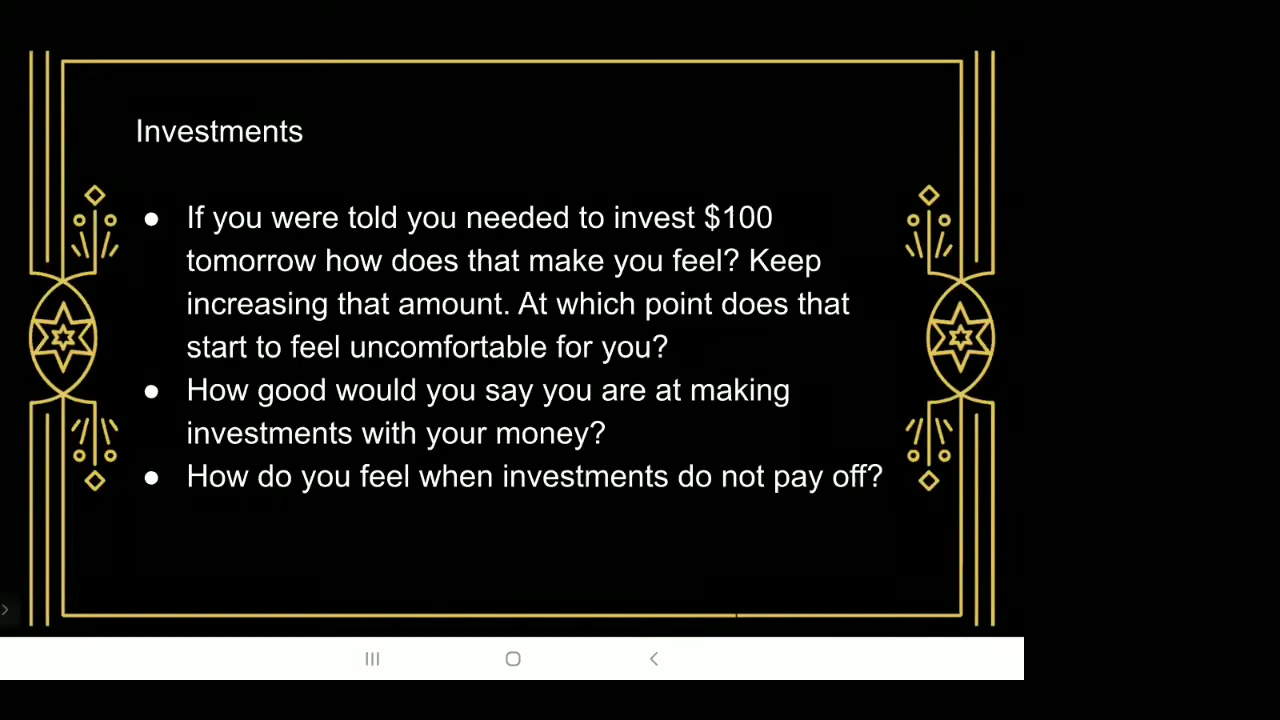 Investments
● If you were told you needed to invest $100
tomorrow how does that make you feel? Keep
increasing that amount. At which point does that
start to feel uncomfortable for you?
● How good would you say you are at making
investments with your money?
● How do you feel when investments do not pay off?